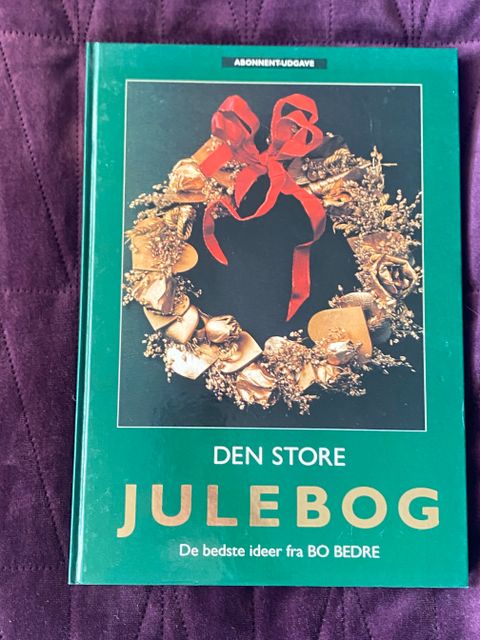 ABONNENT-UDGAVE
DEN STORE
JULEBOG
De bedste ideer fra BO BEDRE